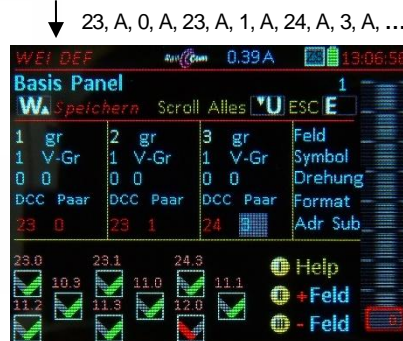 23, A, 0, A, 23, A, 1, A, 24, A, 3, A, ...
WEI DEF 0.39A ZS 13:06:56
Basis Panel 1
W Speichern Scroll Alles U ESC E
1 gr 2 gr 3 gr Feld
1 V-Gr 1 V-Gr 1 V-Gr Symbol
0 0 0 0 0 0 Drehung
DCC Paar DCC Paar DCC Paar Format
23 0 23 1 24 3 Adr Sub
23.0 23.1 24.3
10.3 11.0 11.1
11.2 11.3 12.0
Help
+Feld
- Feld
0